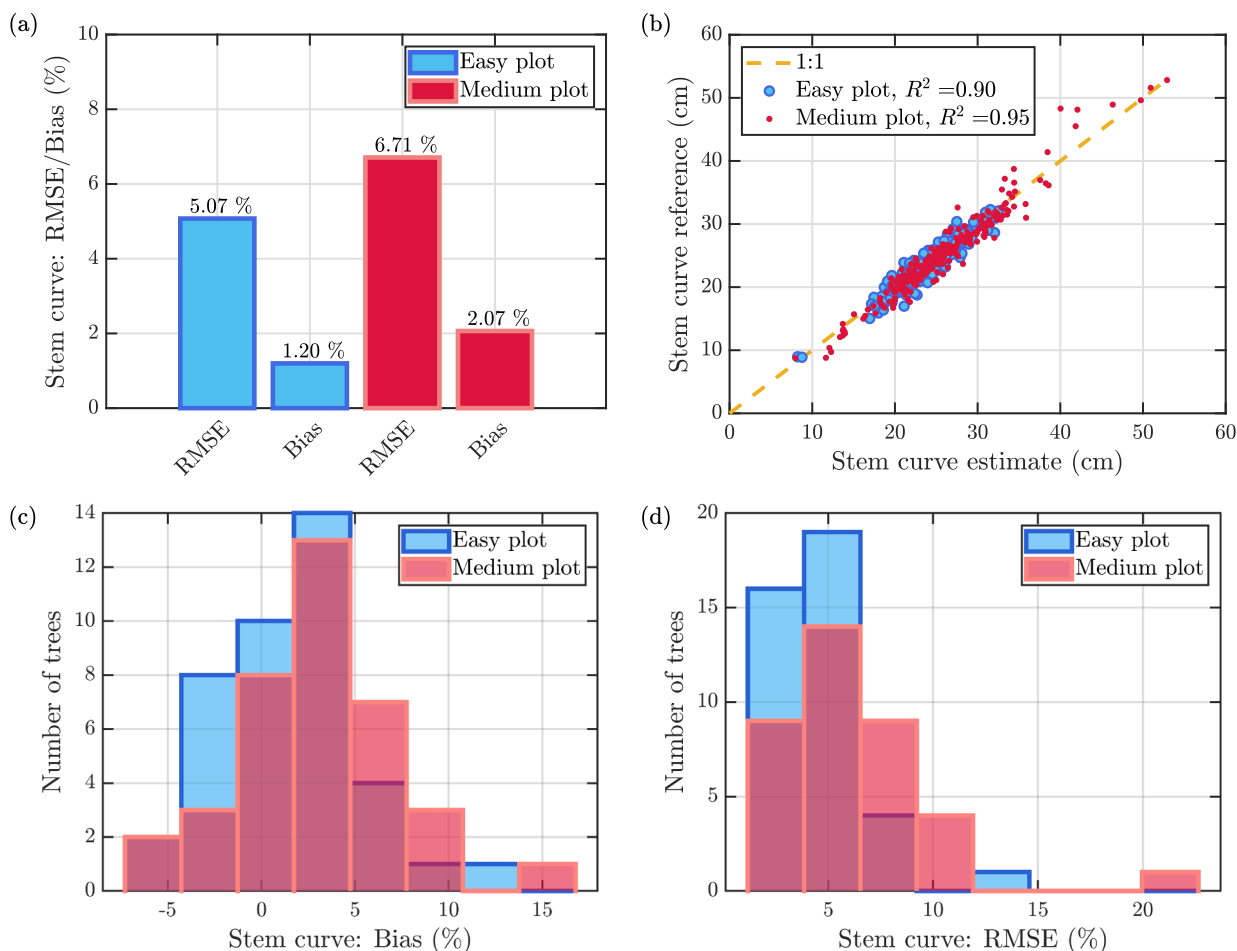 (a)
Stem curve: RMSE/Bias (%)
10
8
6
4
2
0
Easy plot
Medium plot
5.07 %
1.20 %
6.71 %
2.07 %
RMSE
Bias
RMSE
Bias
(b)
Stem curve reference (cm)
60
50
40
30
20
10
0
1:1
Easy plot, R² =0.90
Medium plot, R² =0.95
0 10 20 30 40 50 60
Stem curve estimate (cm)
(c)
Number of trees
14
12
10
8
6
4
2
0
Easy plot
Medium plot
-5 0 5 10 15
Stem curve: Bias (%)
(d)
Number of trees
20
15
10
5
0
Easy plot
Medium plot
5 10 15 20
Stem curve: RMSE (%)